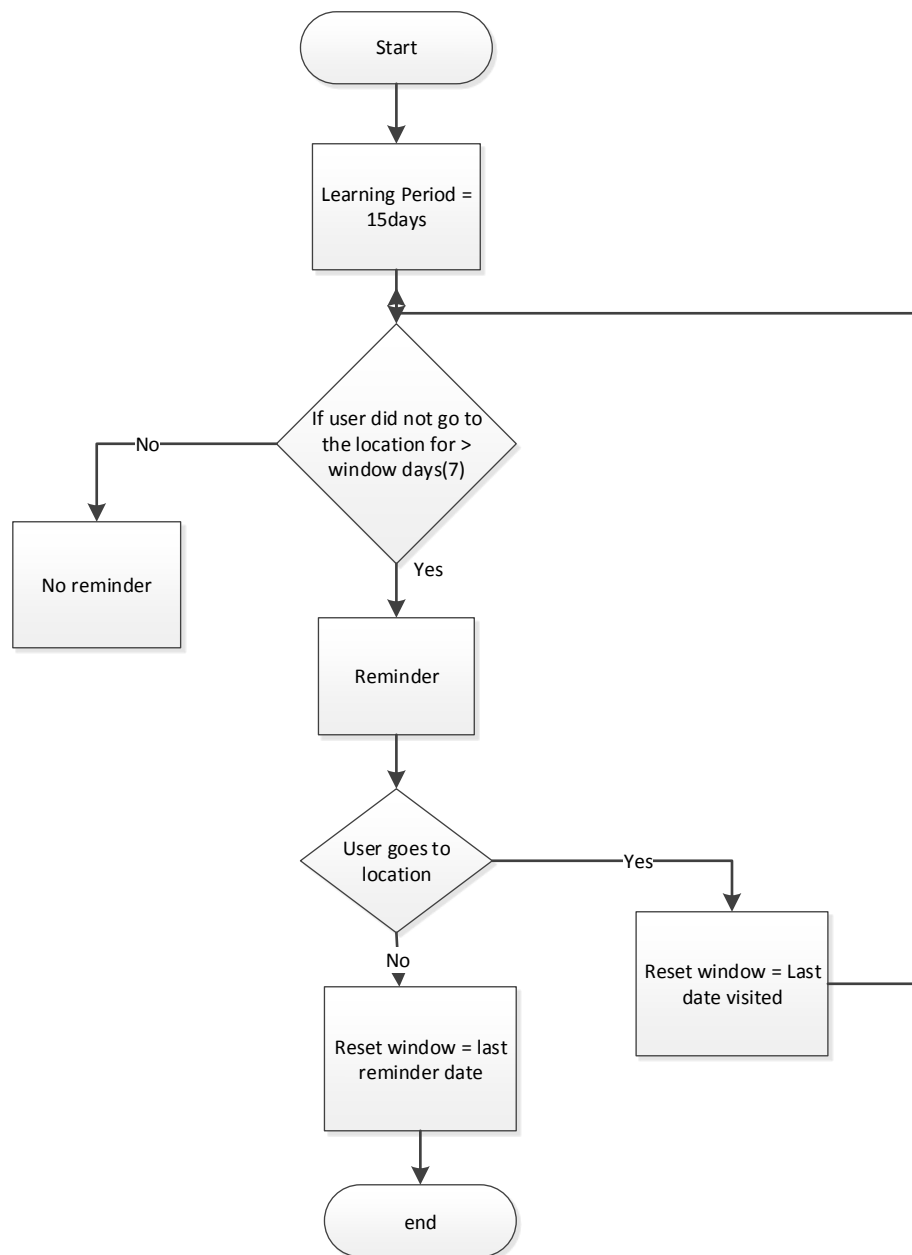 Start
Learning Period =
15days
If user did not go to
the location for >
window days(7)
No
No reminder
Yes
Reminder
User goes to
location
Yes
No
Reset window = Last
date visited
Reset window = last
reminder date
end